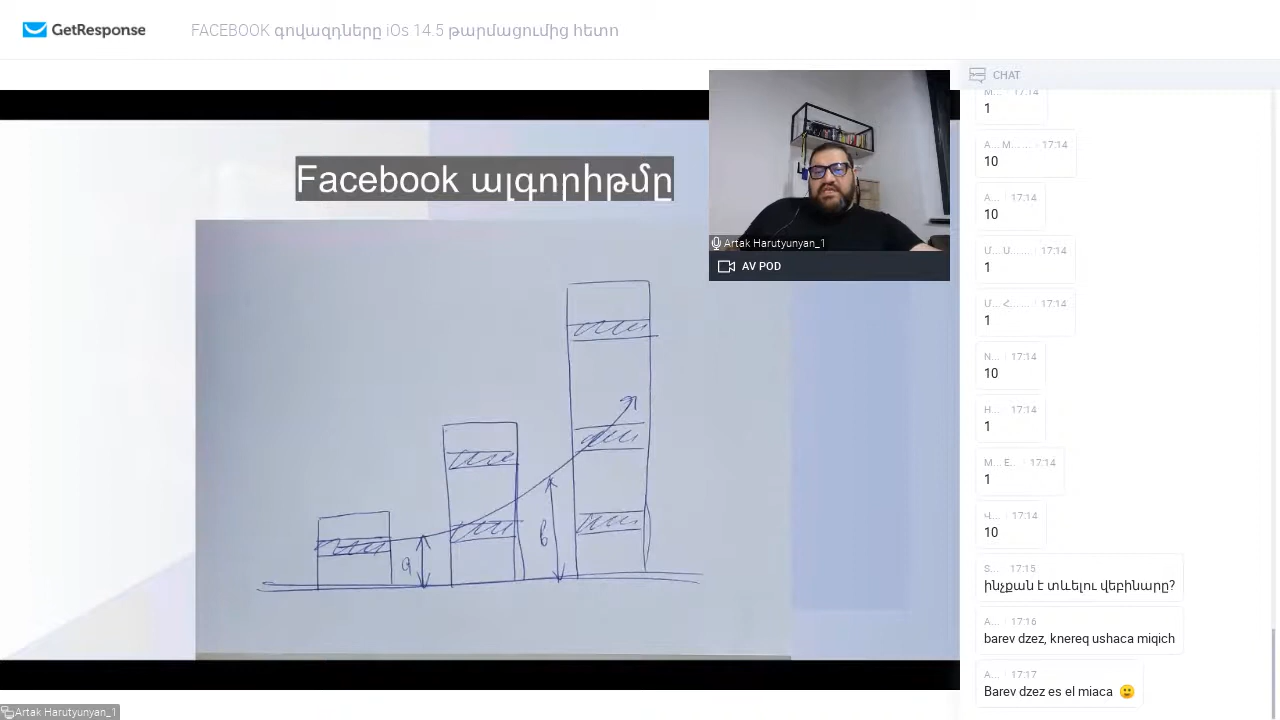 GetResponse
FACEBOOK գովազդները iOs 14.5 թարմացումից հետո
CHAT
Facebook ալգորիթմը
Artak Harutyunyan_1
AV POD
a
b
Artak Harutyunyan_1
M... 17:14
1
A... M... ... 17:14
10
A... 17:14
10
Մ... Ս... ... 17:14
1
Մ... Հ... ... 17:14
1
N... 17:14
10
H... 17:14
1
M... E.. 17:14
1
Վ... 17:14
10
S... 17:15
ինչքան է տևելու վեբինարը?
A... 17:16
barev dzez, knereq ushaca miqich
A... 17:17
Barev dzez es el miaca 🙂